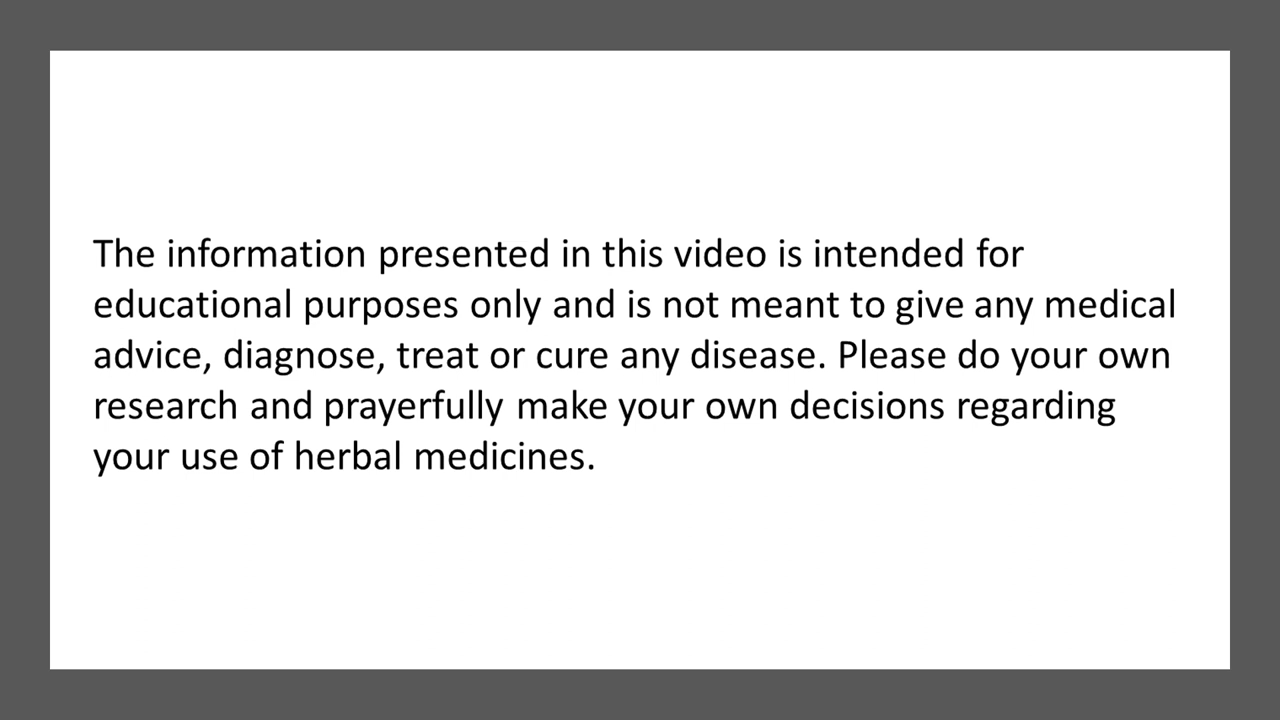 The information presented in this video is intended for
educational purposes only and is not meant to give any medical
advice, diagnose, treat or cure any disease. Please do your own
research and prayerfully make your own decisions regarding
your use of herbal medicines.